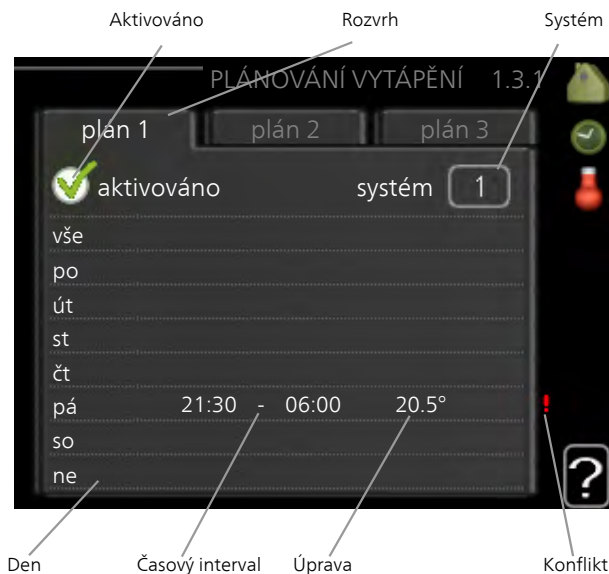 Aktivováno Rozvrh Systém
PLÁNOVÁNÍ VYTÁPĚNÍ 1.3.1
plán 1 plán 2 plán 3
aktivováno systém 1
vše
po
út
st
čt
pá 21:30 - 06:00 20.5° !
so
ne
?
Den Časový interval Úprava Konflikt